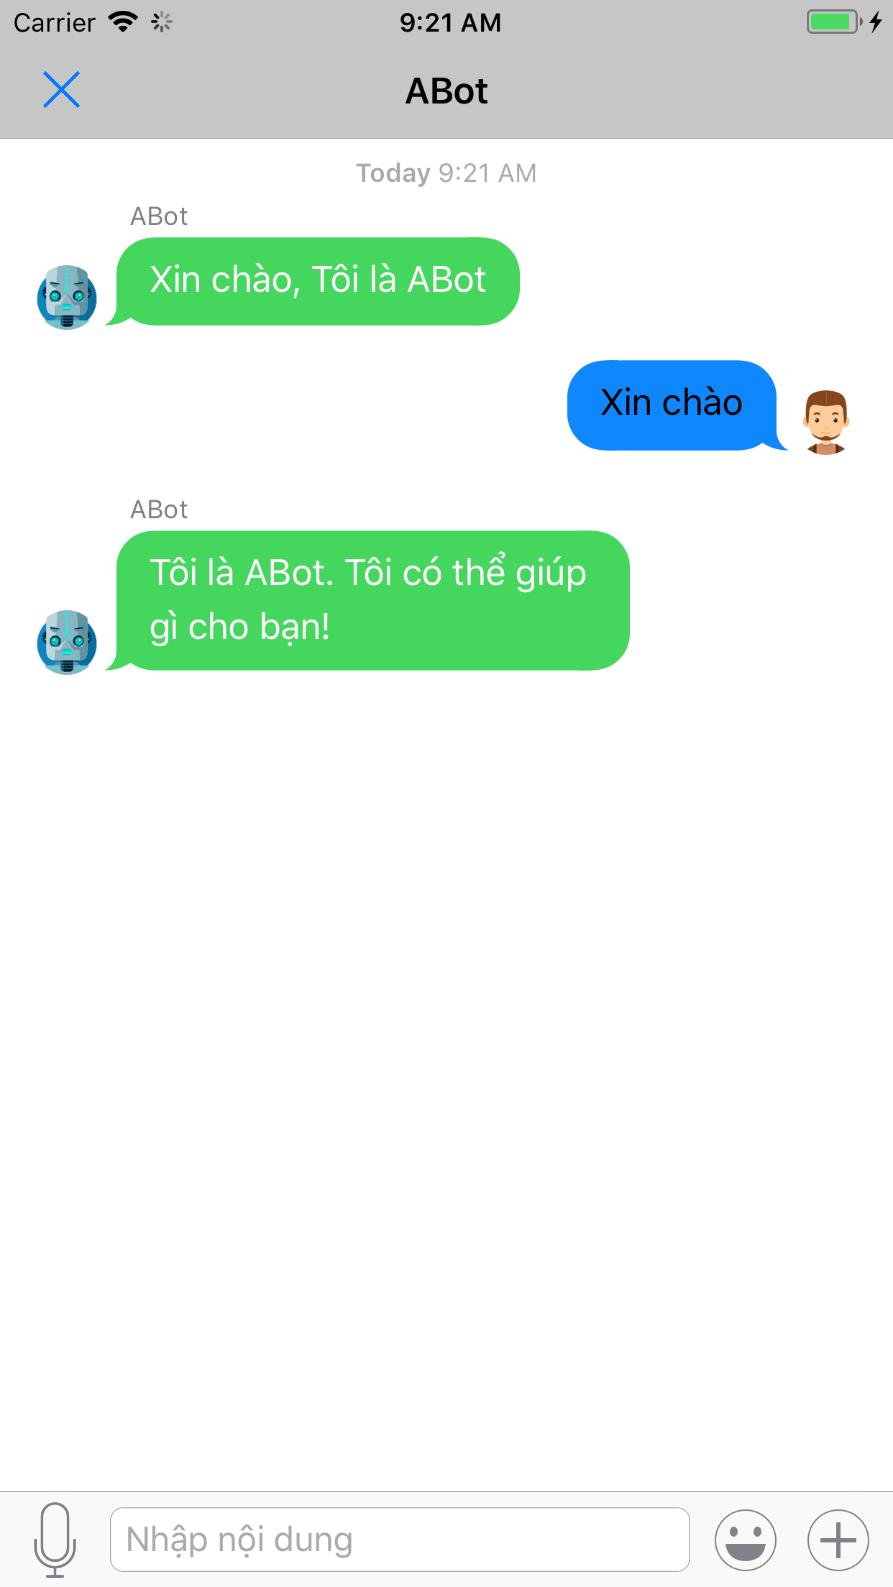 Carrier 9:21 AM
ABot
Today 9:21 AM
ABot
Xin chào, Tôi là ABot
Xin chào
ABot
Tôi là ABot. Tôi có thể giúp
gì cho bạn!
Nhập nội dung